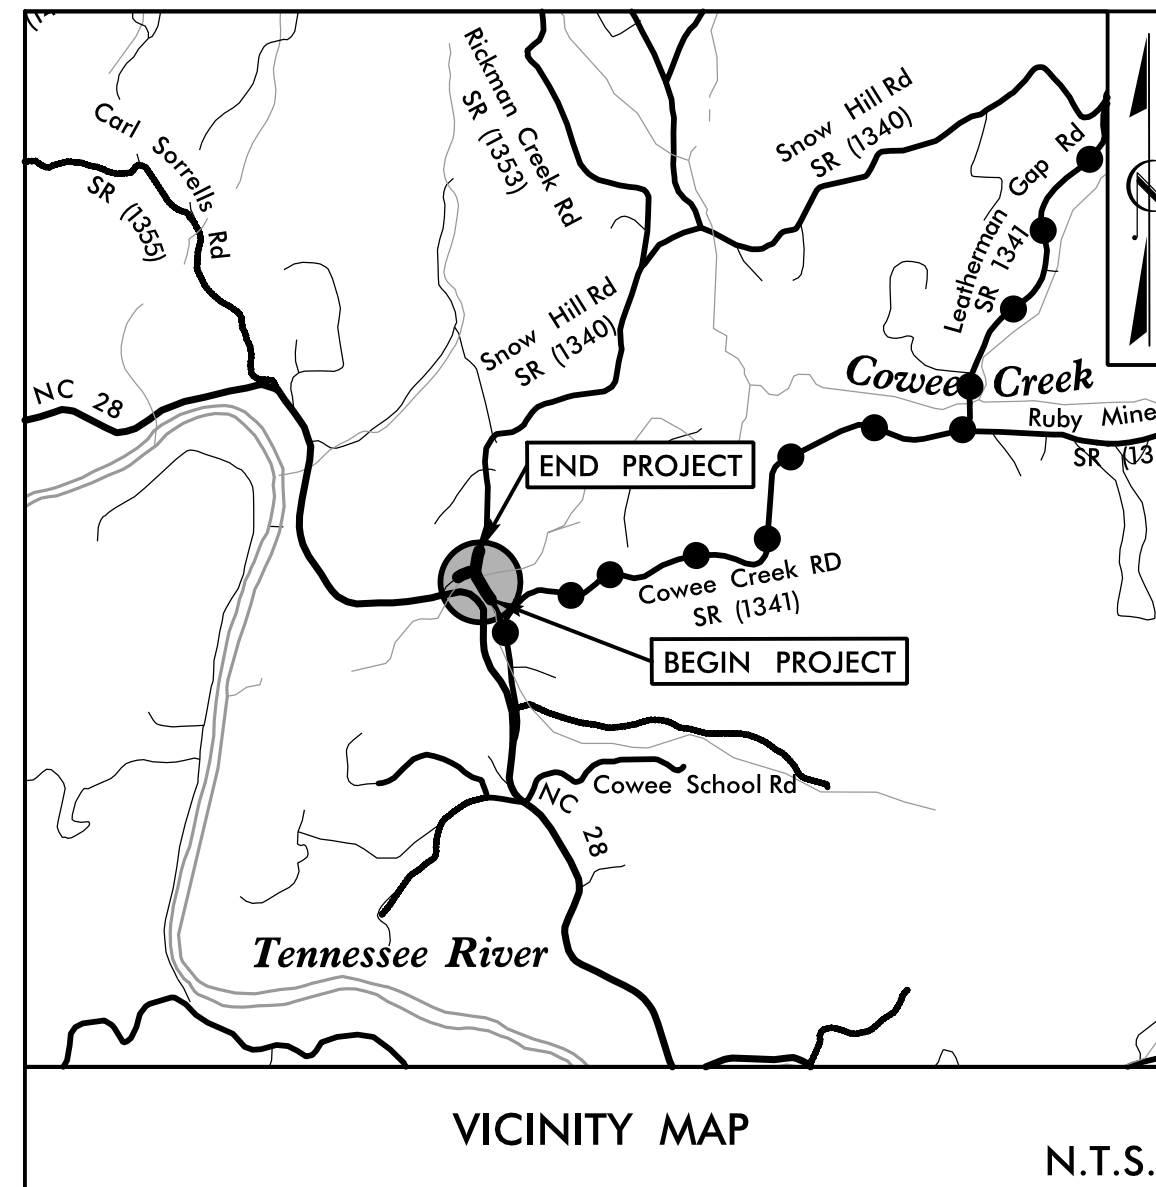 Carl Sorrells Rd
SR (1355)
Rickman Creek Rd
SR (1353)
Snow Hill Rd
SR (1340)
Leatherman Gap Rd
SR 1341
Snow Hill Rd
SR (1340)
NC 28
Cowee Creek
Ruby Mine
SR (13
END PROJECT
Cowee Creek RD
SR (1341)
BEGIN PROJECT
Cowee School Rd
NC 28
Tennessee River
VICINITY MAP
N.T.S.